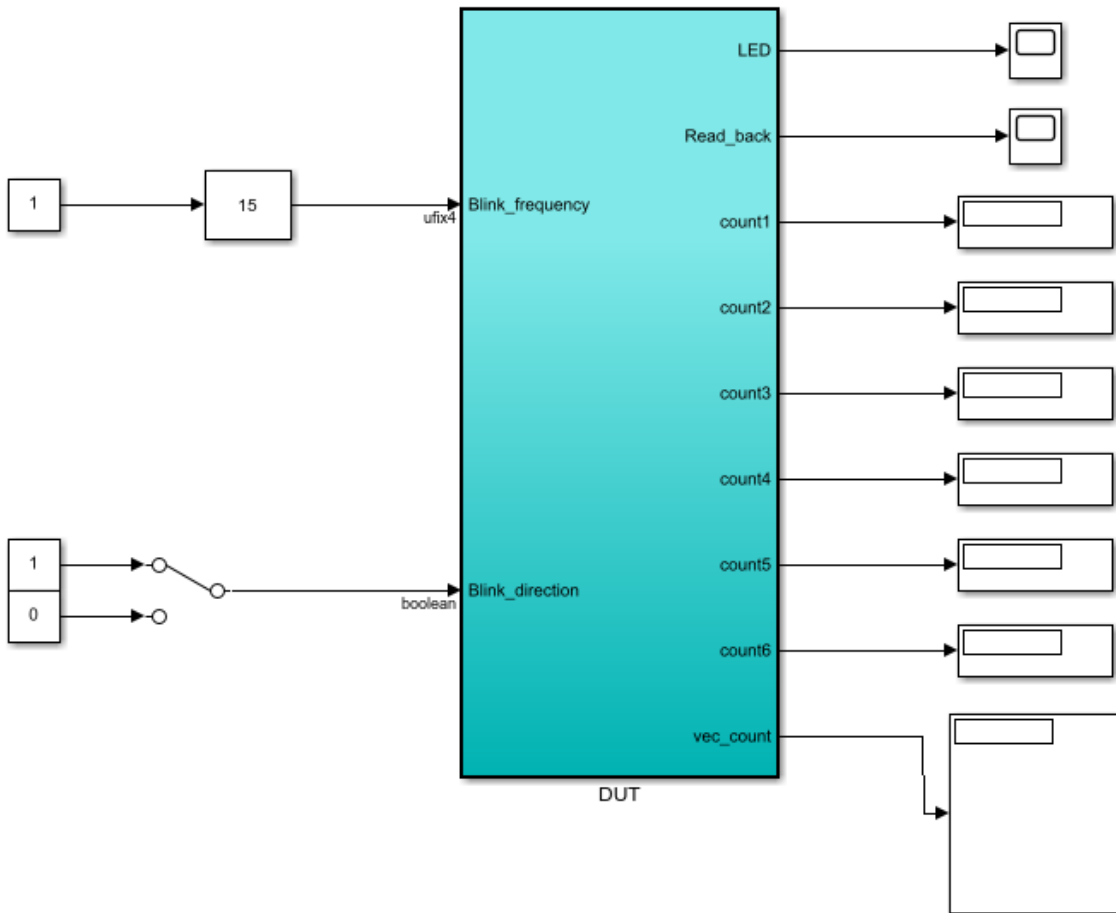 LED
Read_back
1
15
ufix4
Blink_frequency
count1
count2
count3
count4
1
0
boolean
Blink_direction
count5
count6
vec_count
DUT